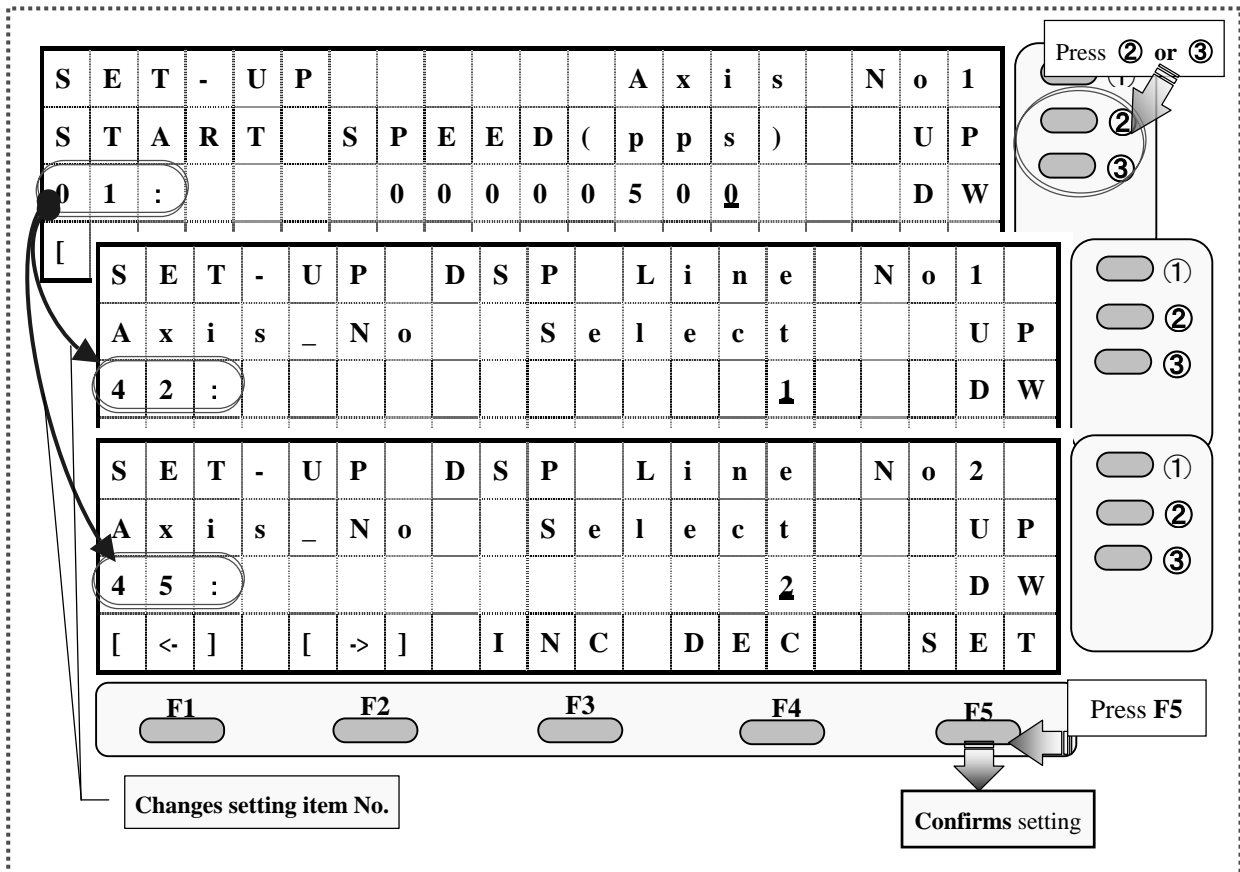 Press ② or ③
SET-UP Axis No1 ①
START SPEED(pps) UP ②
01: 00000500 DW ③
[
SET-UP DSP Line No1 ①
Axis_No Select UP ②
42: 1 DW ③
SET-UP DSP Line No2 ①
Axis_No Select UP ②
45: 2 DW ③
[<-] [->] INC DEC SET
F1 F2 F3 F4 F5
Press F5
Changes setting item No.
Confirms setting